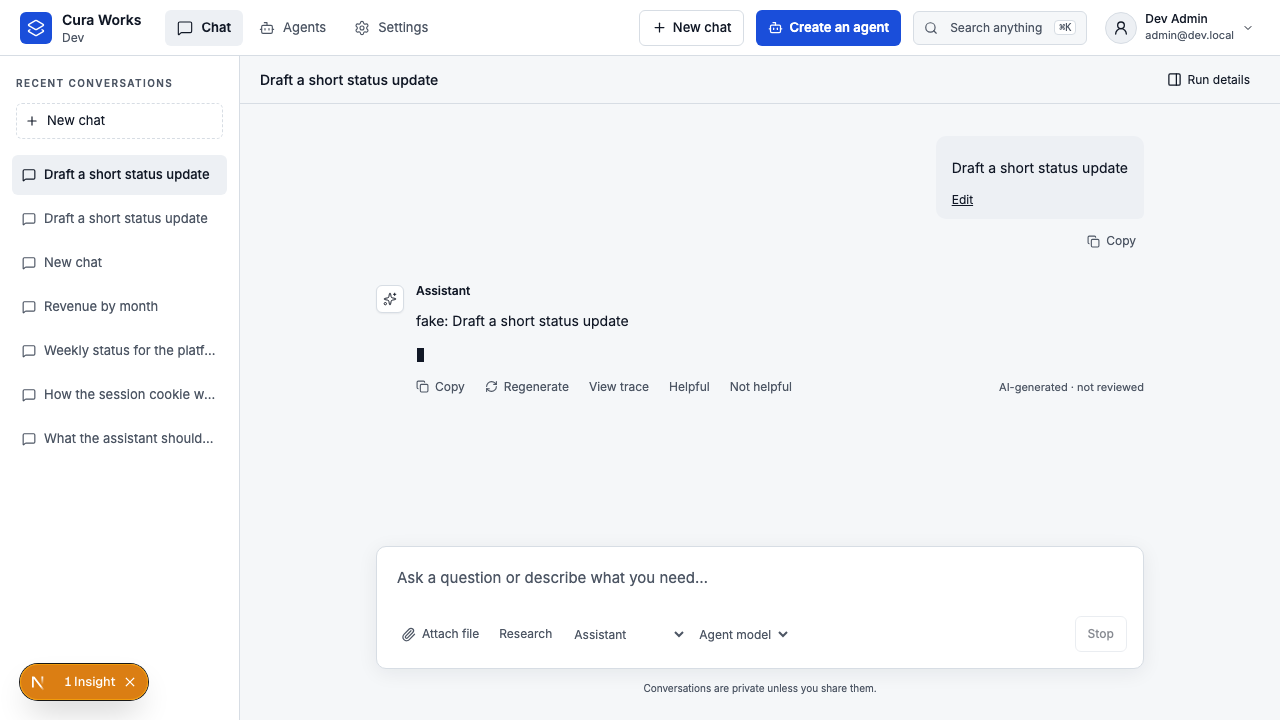 Cura Works
Dev
Chat
Agents
Settings
New chat
Create an agent
Search anything
⌘K
Dev Admin
admin@dev.local
RECENT CONVERSATIONS
New chat
Draft a short status update
Draft a short status update
New chat
Revenue by month
Weekly status for the platf...
How the session cookie w...
What the assistant should...
1 Insight
Draft a short status update
Run details
Draft a short status update
Edit
Copy
Assistant
fake: Draft a short status update
Copy
Regenerate
View trace
Helpful
Not helpful
AI-generated · not reviewed
Ask a question or describe what you need...
Attach file
Research
Assistant
Agent model
Stop
Conversations are private unless you share them.